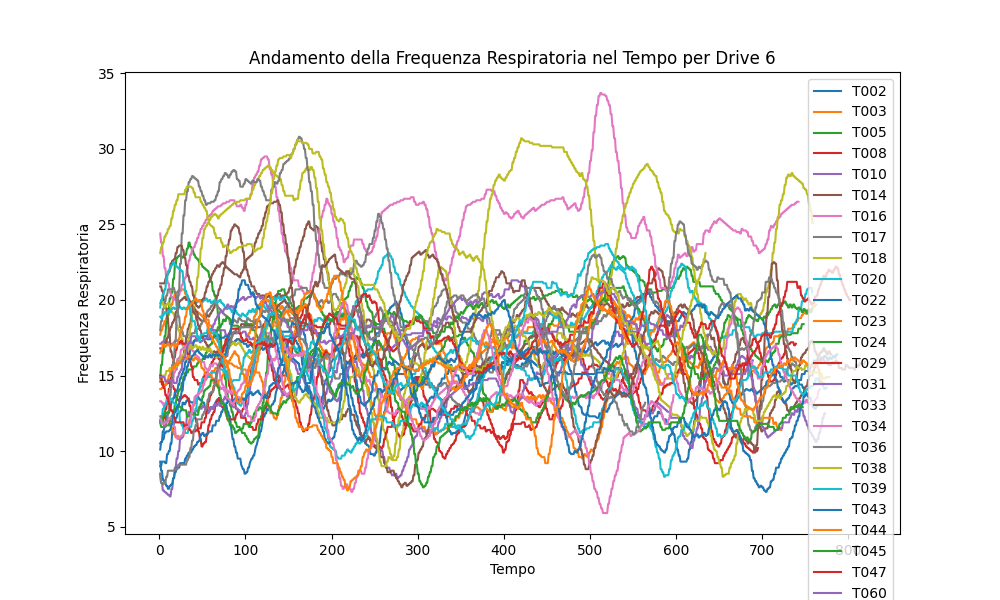 Andamento della Frequenza Respiratoria nel Tempo per Drive 6
35
30
25
20
15
10
5
Frequenza Respiratoria
0 100 200 300 400 500 600 700 800
Tempo
T002
T003
T005
T008
T010
T014
T016
T017
T018
T020
T022
T023
T024
T029
T031
T033
T034
T036
T038
T039
T043
T044
T045
T047
T060